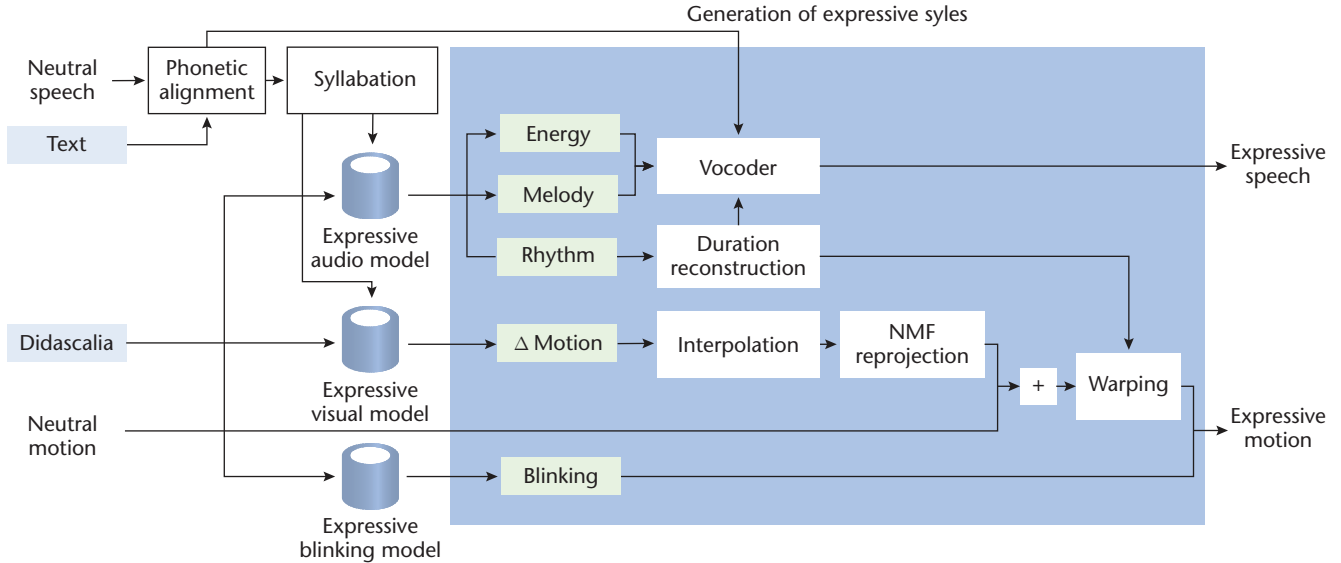 Generation of expressive syles
Neutral
speech
Phonetic
alignment
Syllabation
Text
Energy
Melody
Rhythm
Vocoder
Expressive
speech
Expressive
audio model
Duration
reconstruction
Didascalia
Δ Motion
Interpolation
NMF
reprojection
+
Warping
Expressive
visual model
Neutral
motion
Expressive
motion
Blinking
Expressive
blinking model